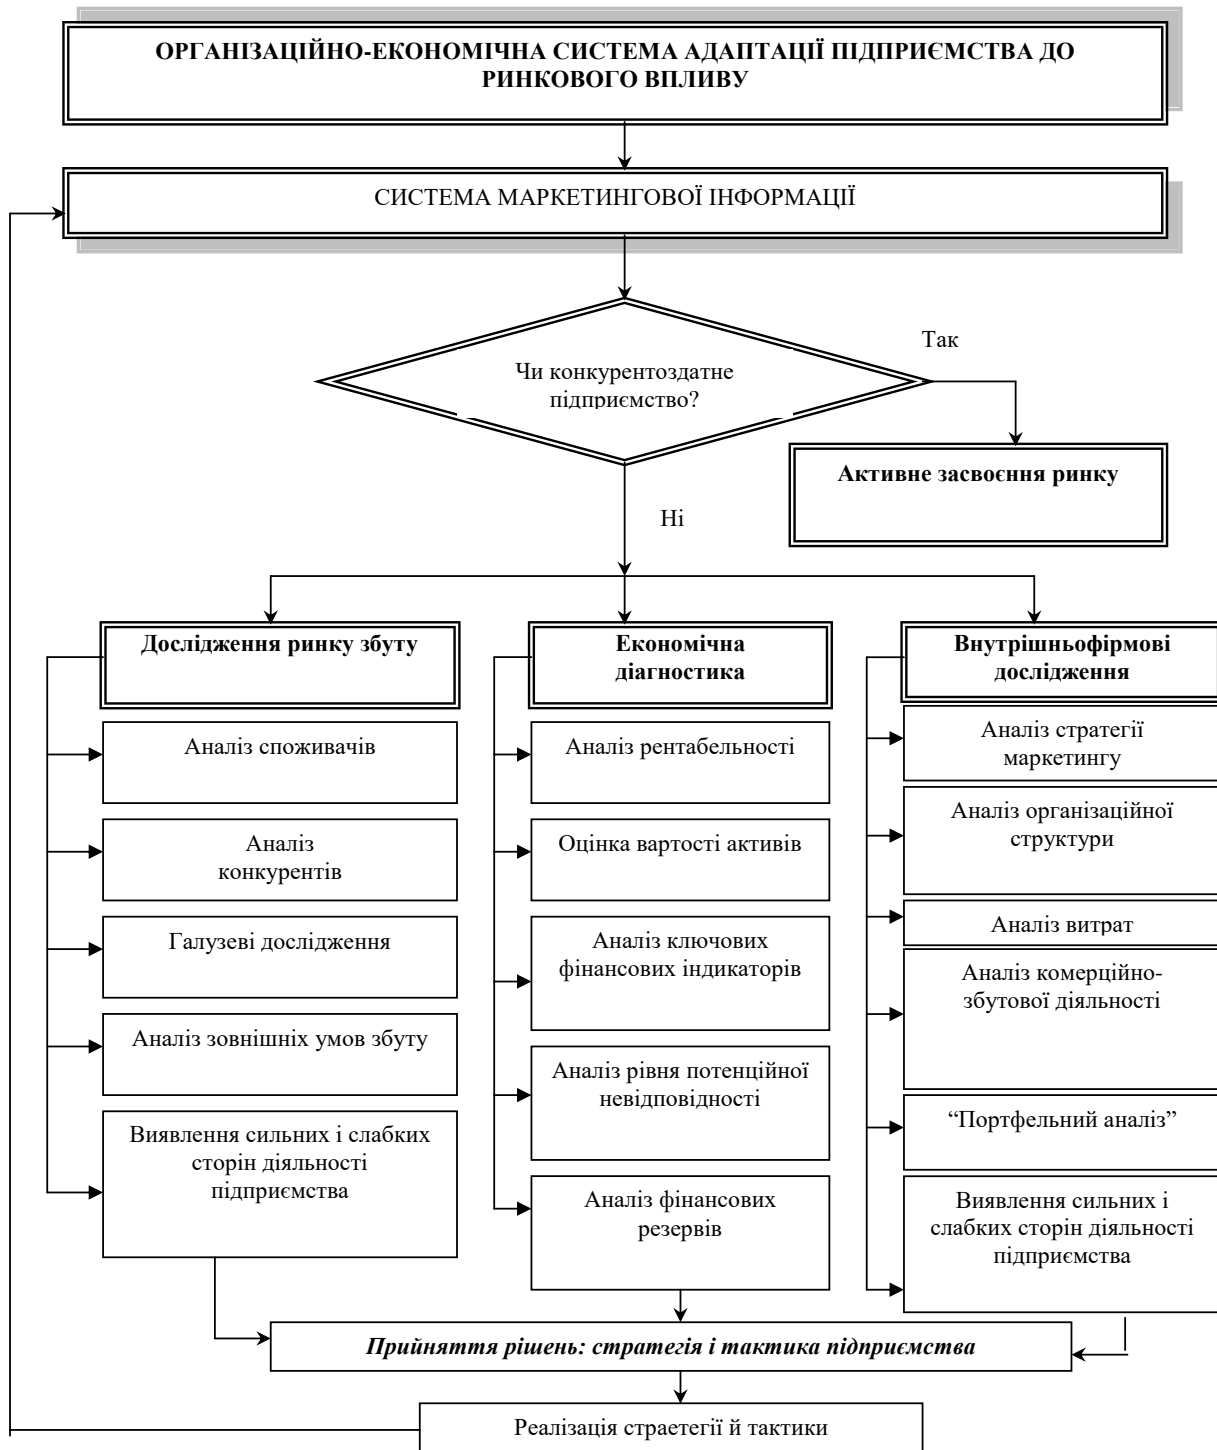 ОРГАНІЗАЦІЙНО-ЕКОНОМІЧНА СИСТЕМА АДАПТАЦІЇ ПІДПРИЄМСТВА ДО
РИНКОВОГО ВПЛИВУ
СИСТЕМА МАРКЕТИНГОВОЇ ІНФОРМАЦІЇ
Так
Чи конкурентоздатне
підприємство?
Активне засвоєння ринку
Ні
Дослідження ринку збуту
Аналіз споживачів
Аналіз
конкурентів
Галузеві дослідження
Аналіз зовнішніх умов збуту
Виявлення сильних і слабких
сторін діяльності
підприємства
Економічна
діагностика
Аналіз рентабельності
Оцінка вартості активів
Аналіз ключових
фінансових індикаторів
Аналіз рівня потенційної
невідповідності
Аналіз фінансових
резервів
Внутрішньофірмові
дослідження
Аналіз стратегії
маркетингу
Аналіз організаційної
структури
Аналіз витрат
Аналіз комерційно-
збутової діяльності
“Портфельний аналіз”
Виявлення сильних і
слабких сторін діяльності
підприємства
Прийняття рішень: стратегія і тактика підприємства
Реалізація страетегії й тактики